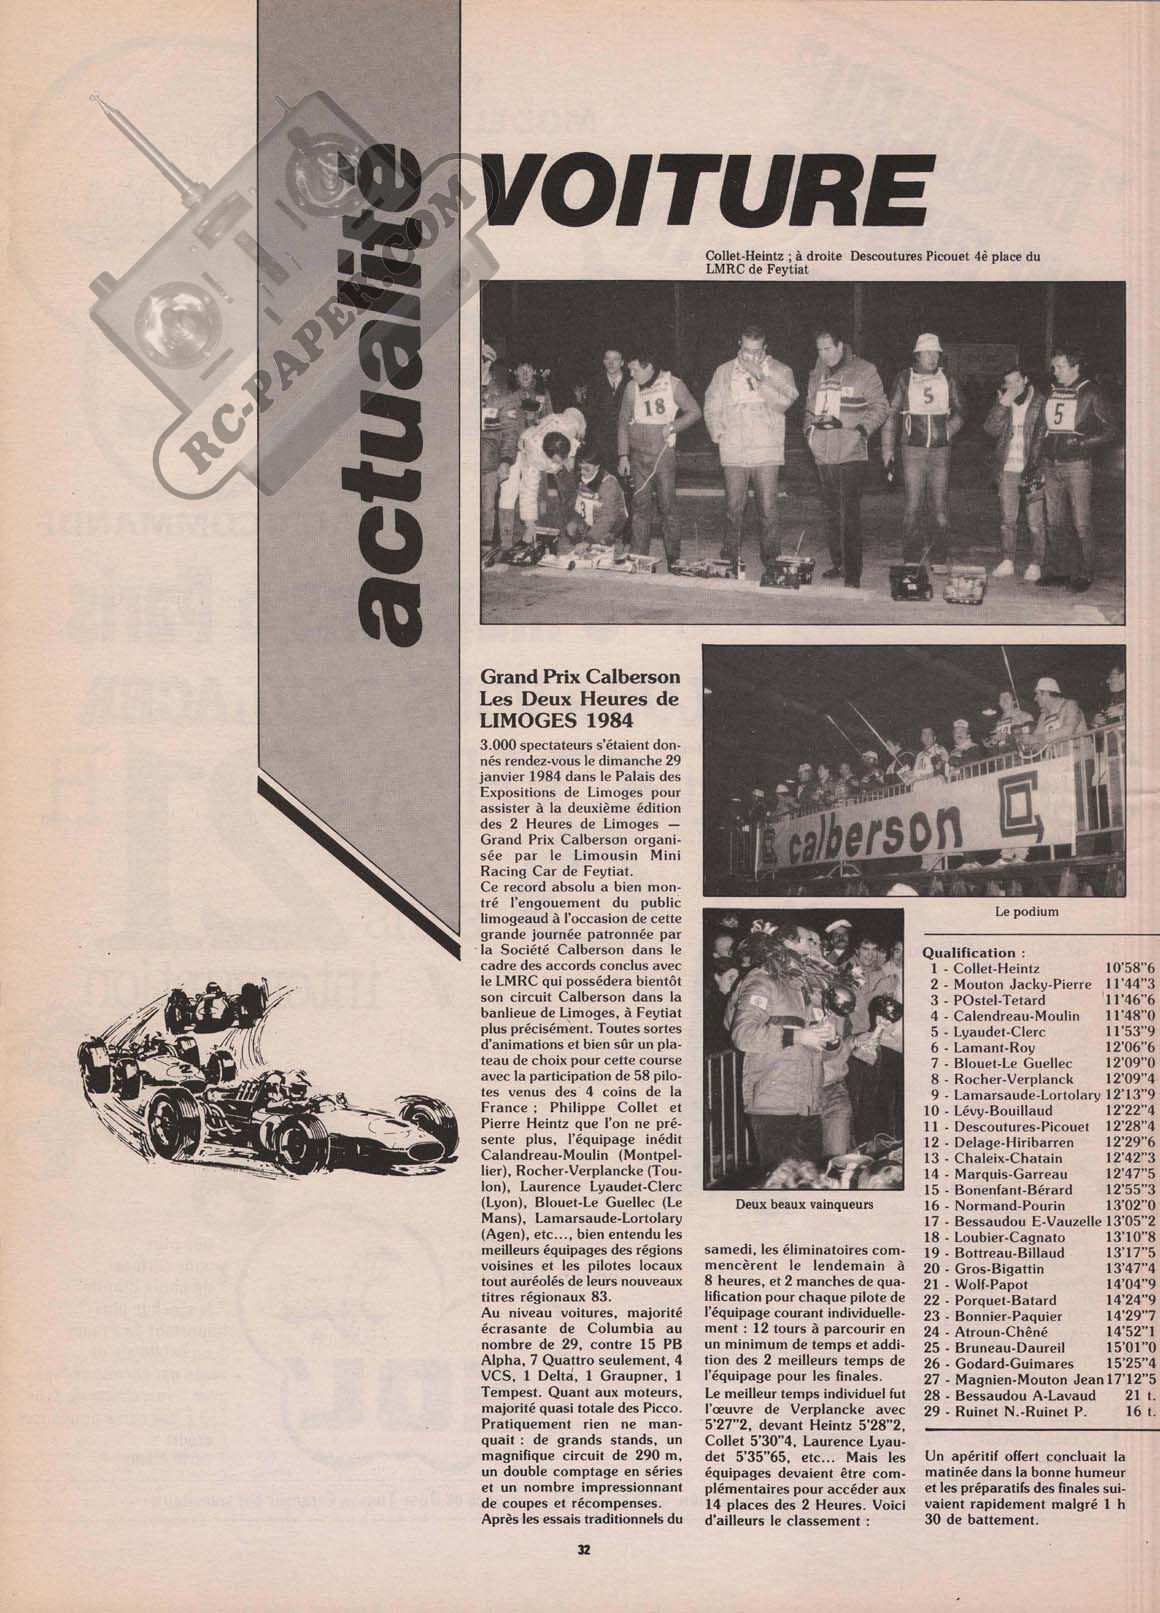 actualité VOITURE
RC-PAPER.COM
Collet-Heintz ; à droite Descoutures Picouet 4è place du
LMRC de Feytiat
18
1
2
5
5
3
Grand Prix Calberson
Les Deux Heures de
LIMOGES 1984
3.000 spectateurs s'étaient don-
nés rendez-vous le dimanche 29
janvier 1984 dans le Palais des
Expositions de Limoges pour
assister à la deuxième édition
des 2 Heures de Limoges —
Grand Prix Calberson organi-
sée par le Limousin Mini
Racing Car de Feytiat.
Ce record absolu a bien mon-
tré l'engouement du public
limogeaud à l'occasion de cette
grande journée patronnée par
la Société Calberson dans le
cadre des accords conclus avec
le LMRC qui possédera bientôt
son circuit Calberson dans la
banlieue de Limoges, à Feytiat
plus précisément. Toutes sortes
d'animations et bien sûr un pla-
teau de choix pour cette course
avec la participation de 58 pilo-
tes venus des 4 coins de la
France ; Philippe Collet et
Pierre Heintz que l'on ne pré-
sente plus, l'équipage inédit
Calandreau-Moulin (Montpel-
lier), Rocher-Verplancke (Tou-
lon), Laurence Lyaudet-Clerc
(Lyon), Blouet-Le Guellec (Le
Mans), Lamarsaude-Lortolary
(Agen), etc..., bien entendu les
meilleurs équipages des régions
voisines et les pilotes locaux
tout auréolés de leurs nouveaux
titres régionaux 83.
Au niveau voitures, majorité
écrasante de Columbia au
nombre de 29, contre 15 PB
Alpha, 7 Quattro seulement, 4
VCS, 1 Delta, 1 Graupner, 1
Tempest. Quant aux moteurs,
majorité quasi totale des Picco.
Pratiquement rien ne man-
quait : de grands stands, un
magnifique circuit de 290 m,
un double comptage en séries
et un nombre impressionnant
de coupes et récompenses.
Après les essais traditionnels du
calberson
Le podium
Deux beaux vainqueurs
samedi, les éliminatoires com-
mencèrent le lendemain à
8 heures, et 2 manches de qua-
lification pour chaque pilote de
l'équipage courant individuelle-
ment : 12 tours à parcourir en
un minimum de temps et addi-
tion des 2 meilleurs temps de
l'équipage pour les finales.
Le meilleur temps individuel fut
l'œuvre de Verplancke avec
5'27"2, devant Heintz 5'28"2,
Collet 5'30"4, Laurence Lyau-
det 5'35"65, etc... Mais les
équipages devaient être com-
plémentaires pour accéder aux
14 places des 2 Heures. Voici
d'ailleurs le classement :
Qualification :
1 - Collet-Heintz 10'58"6
2 - Mouton Jacky-Pierre 11'44"3
3 - POstel-Tetard 11'46"6
4 - Calendreau-Moulin 11'48"0
5 - Lyaudet-Clerc 11'53"9
6 - Lamant-Roy 12'06"6
7 - Blouet-Le Guellec 12'09"0
8 - Rocher-Verplanck 12'09"4
9 - Lamarsaude-Lortolary 12'13"9
10 - Lévy-Bouillaud 12'22"4
11 - Descoutures-Picouet 12'28"4
12 - Delage-Hiribarren 12'29"6
13 - Chaleix-Chatain 12'42"3
14 - Marquis-Garreau 12'47"5
15 - Bonenfant-Bérard 12'55"3
16 - Normand-Pourin 13'02"0
17 - Bessaudou E-Vauzelle 13'05"2
18 - Loubier-Cagnato 13'10"8
19 - Bottreau-Billaud 13'17"5
20 - Gros-Bigattin 13'47"4
21 - Wolf-Papot 14'04"9
22 - Porquet-Batard 14'24"9
23 - Bonnier-Paquier 14'29"7
24 - Atroun-Chêné 14'52"1
25 - Bruneau-Daureil 15'01"0
26 - Godard-Guimares 15'25"4
27 - Magnien-Mouton Jean 17'12"5
28 - Bessaudou A-Lavaud 21 t.
29 - Ruinet N.-Ruinet P. 16 t.
Un apéritif offert concluait la
matinée dans la bonne humeur
et les préparatifs des finales sui-
vaient rapidement malgré 1 h
30 de battement.
32